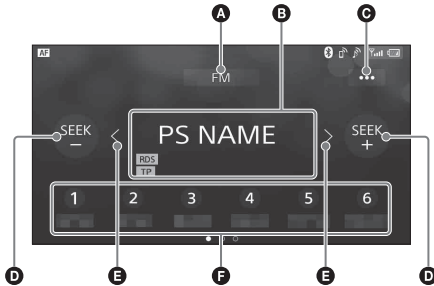 A B C
AF
FM
SEEK
−
< PS NAME >
SEEK
+
RDS
TP
1 2 3 4 5 6
D E F E D